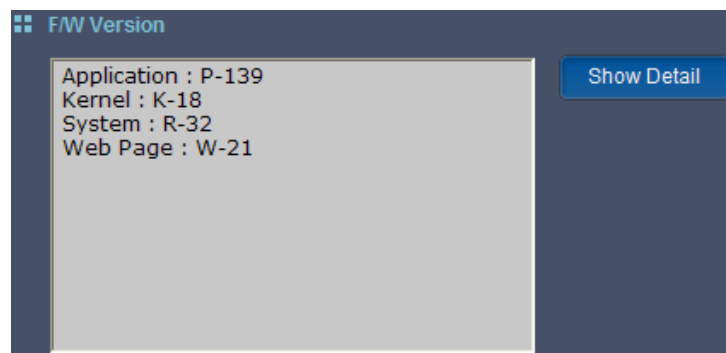 F/W Version
Application : P-139
Show Detail
Kernel : K-18
System : R-32
Web Page : W-21